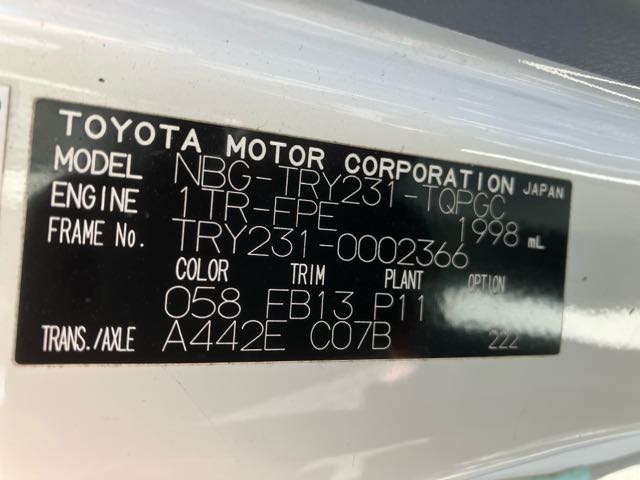 TOYOTA MOTOR CORPORATION JAPAN
MODEL NBG-TRY231-TQPGC
ENGINE 1TR-FPE 1998 mL
FRAME No. TRY231-0002366
COLOR TRIM PLANT OPTION
058 FB13 P11
TRANS./AXLE A442E C07B 222